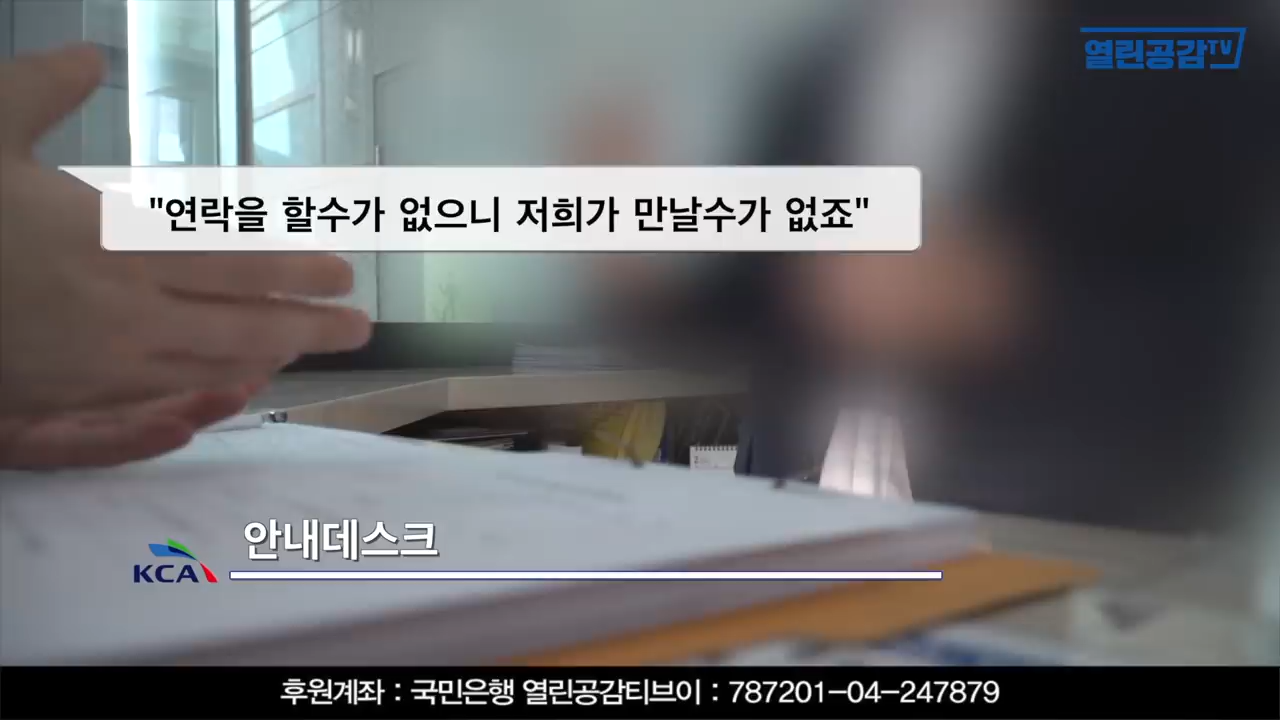 열린공감TV
"연락을 할수가 없으니 저희가 만날수가 없죠"
안내데스크
KCA
후원계좌 : 국민은행 열린공감티브이 : 787201-04-247879